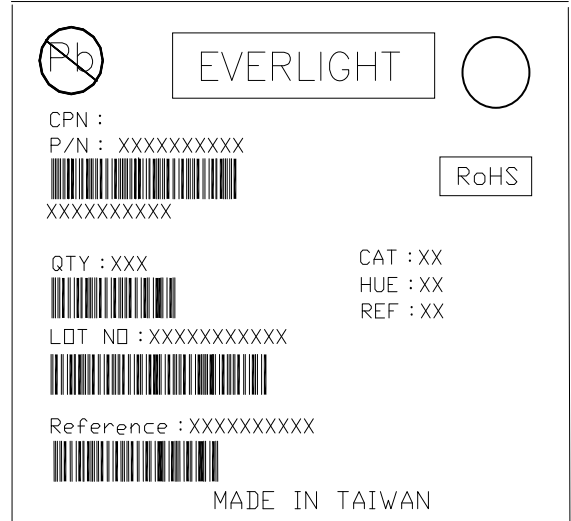 Pb
EVERLIGHT
CPN :
P/N : XXXXXXXXXX
RoHS
XXXXXXXXXX
QTY : XXX
CAT : XX
HUE : XX
REF : XX
LOT NO : XXXXXXXXXXX
Reference : XXXXXXXXXX
MADE IN TAIWAN